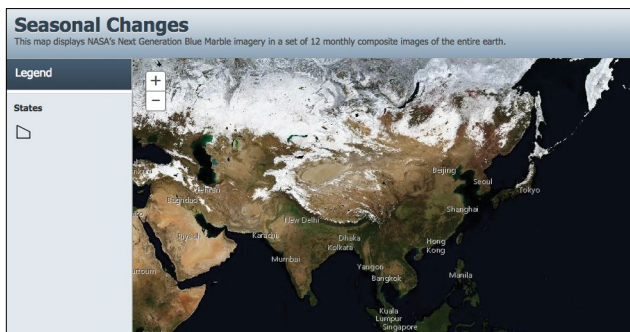 Seasonal Changes
This map displays NASA's Next Generation Blue Marble imagery in a set of 12 monthly composite images of the entire earth.
Legend
+
−
States
Beijing
Seoul
Tokyo
Tehran
Baghdad
Shanghai
New Delhi
Riyadh
Karachi
Dhaka
Kolkata
Hong
Kong
Mumbai
Yangon
Manila
Bangkok
Kuala
Lumpur
Singapore